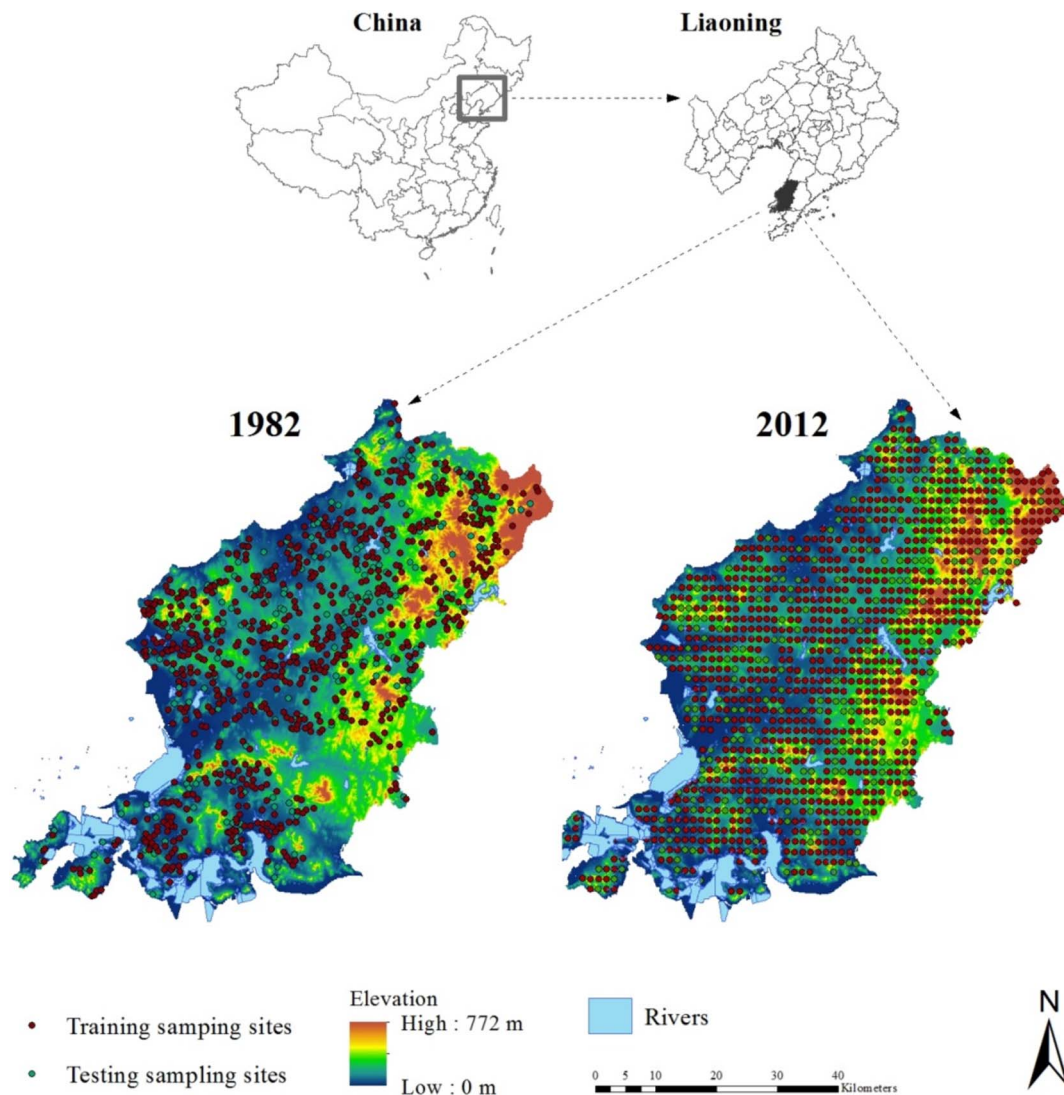 China
Liaoning
1982
2012
Training samping sites
Testing sampling sites
Elevation
High : 772 m
Low : 0 m
Rivers
0 5 10 20 30 40
Kilometers
N